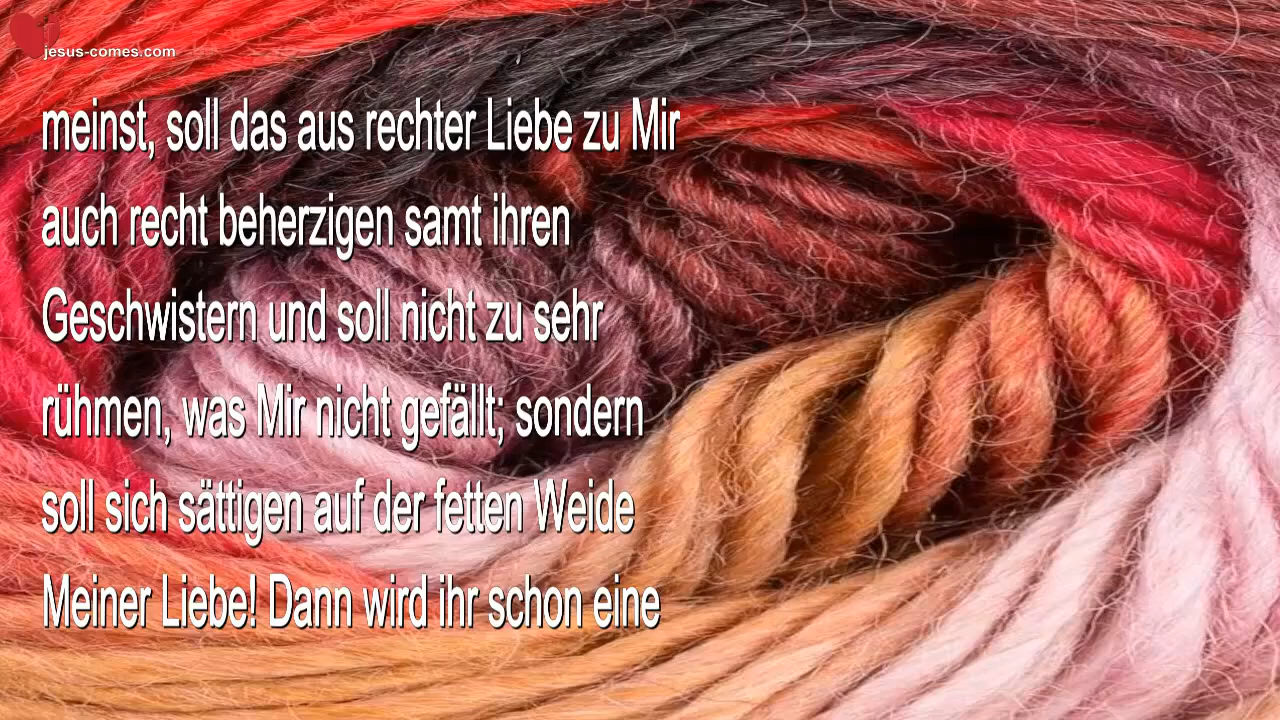 jesus-comes.com
meinst, soll das aus rechter Liebe zu Mir
auch recht beherzigen samt ihren
Geschwistern und soll nicht zu sehr
rühmen, was Mir nicht gefällt; sondern
soll sich sättigen auf der fetten Weide
Meiner Liebe! Dann wird ihr schon eine